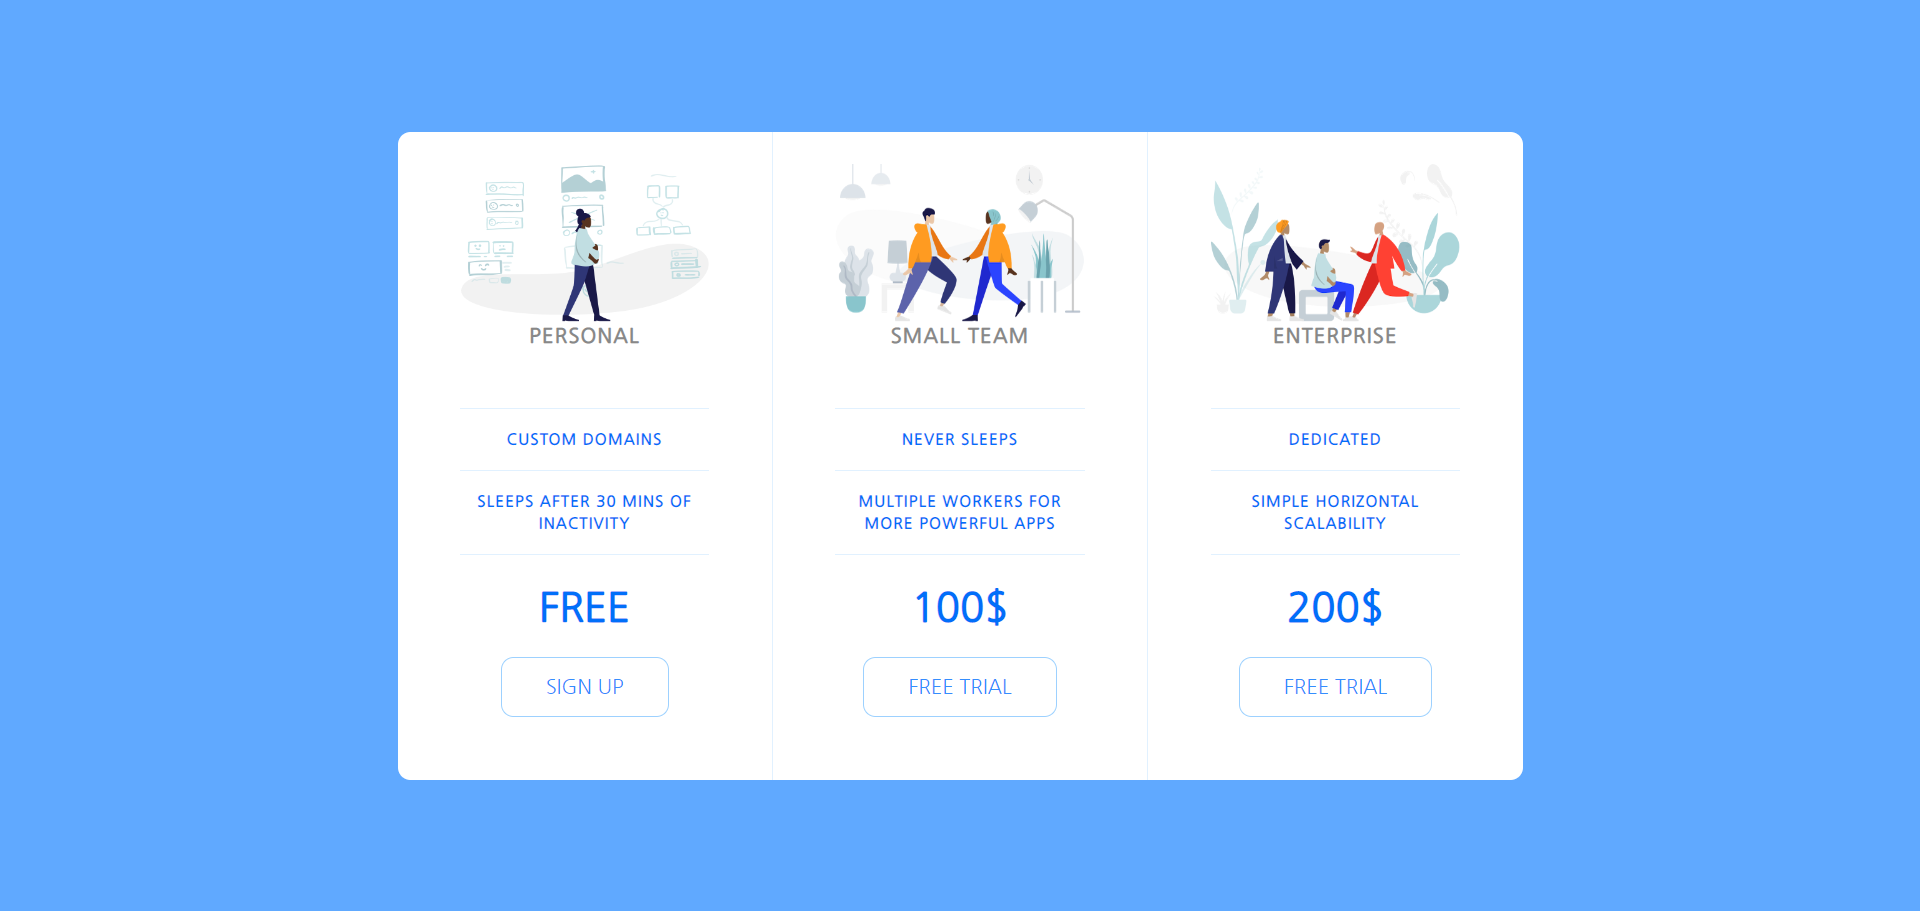 PERSONAL
CUSTOM DOMAINS
SLEEPS AFTER 30 MINS OF
INACTIVITY
FREE
SIGN UP
SMALL TEAM
NEVER SLEEPS
MULTIPLE WORKERS FOR
MORE POWERFUL APPS
100$
FREE TRIAL
ENTERPRISE
DEDICATED
SIMPLE HORIZONTAL
SCALABILITY
200$
FREE TRIAL